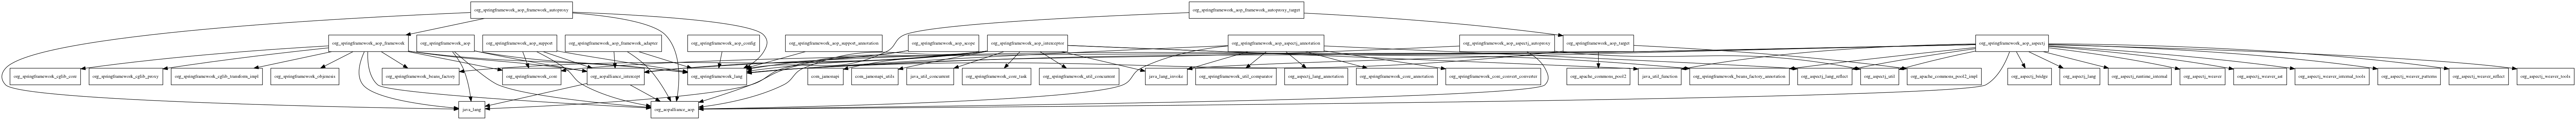 org_springframework_aop_framework_autoproxy
org_springframework_aop_framework_autoproxy_target
org_springframework_aop_framework
org_springframework_aop
org_springframework_aop_support
org_springframework_aop_framework_adapter
org_springframework_aop_config
org_springframework_aop_support_annotation
org_springframework_aop_scope
org_springframework_aop_interceptor
org_springframework_aop_aspectj_annotation
org_springframework_aop_aspectj_autoproxy
org_springframework_aop_target
org_springframework_aop_aspectj
org_springframework_cglib_core
org_springframework_cglib_proxy
org_springframework_cglib_transform_impl
org_springframework_objenesis
org_springframework_beans_factory
org_springframework_core
org_aopalliance_intercept
org_springframework_lang
com_jamonapi
com_jamonapi_utils
java_util_concurrent
org_springframework_core_task
org_springframework_util_concurrent
java_lang_invoke
org_springframework_util_comparator
org_aspectj_lang_annotation
org_springframework_core_annotation
org_springframework_core_convert_converter
org_apache_commons_pool2
java_util_function
org_springframework_beans_factory_annotation
org_aspectj_lang_reflect
org_aspectj_util
org_apache_commons_pool2_impl
org_aspectj_bridge
org_aspectj_lang
org_aspectj_runtime_internal
org_aspectj_weaver
org_aspectj_weaver_ast
org_aspectj_weaver_internal_tools
org_aspectj_weaver_patterns
org_aspectj_weaver_reflect
org_aspectj_weaver_tools
java_lang
org_aopalliance_aop